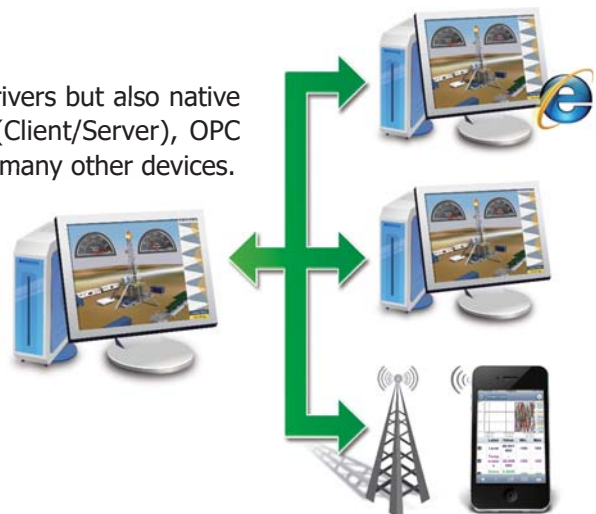 rivers but also native
(Client/Server), OPC
many other devices.